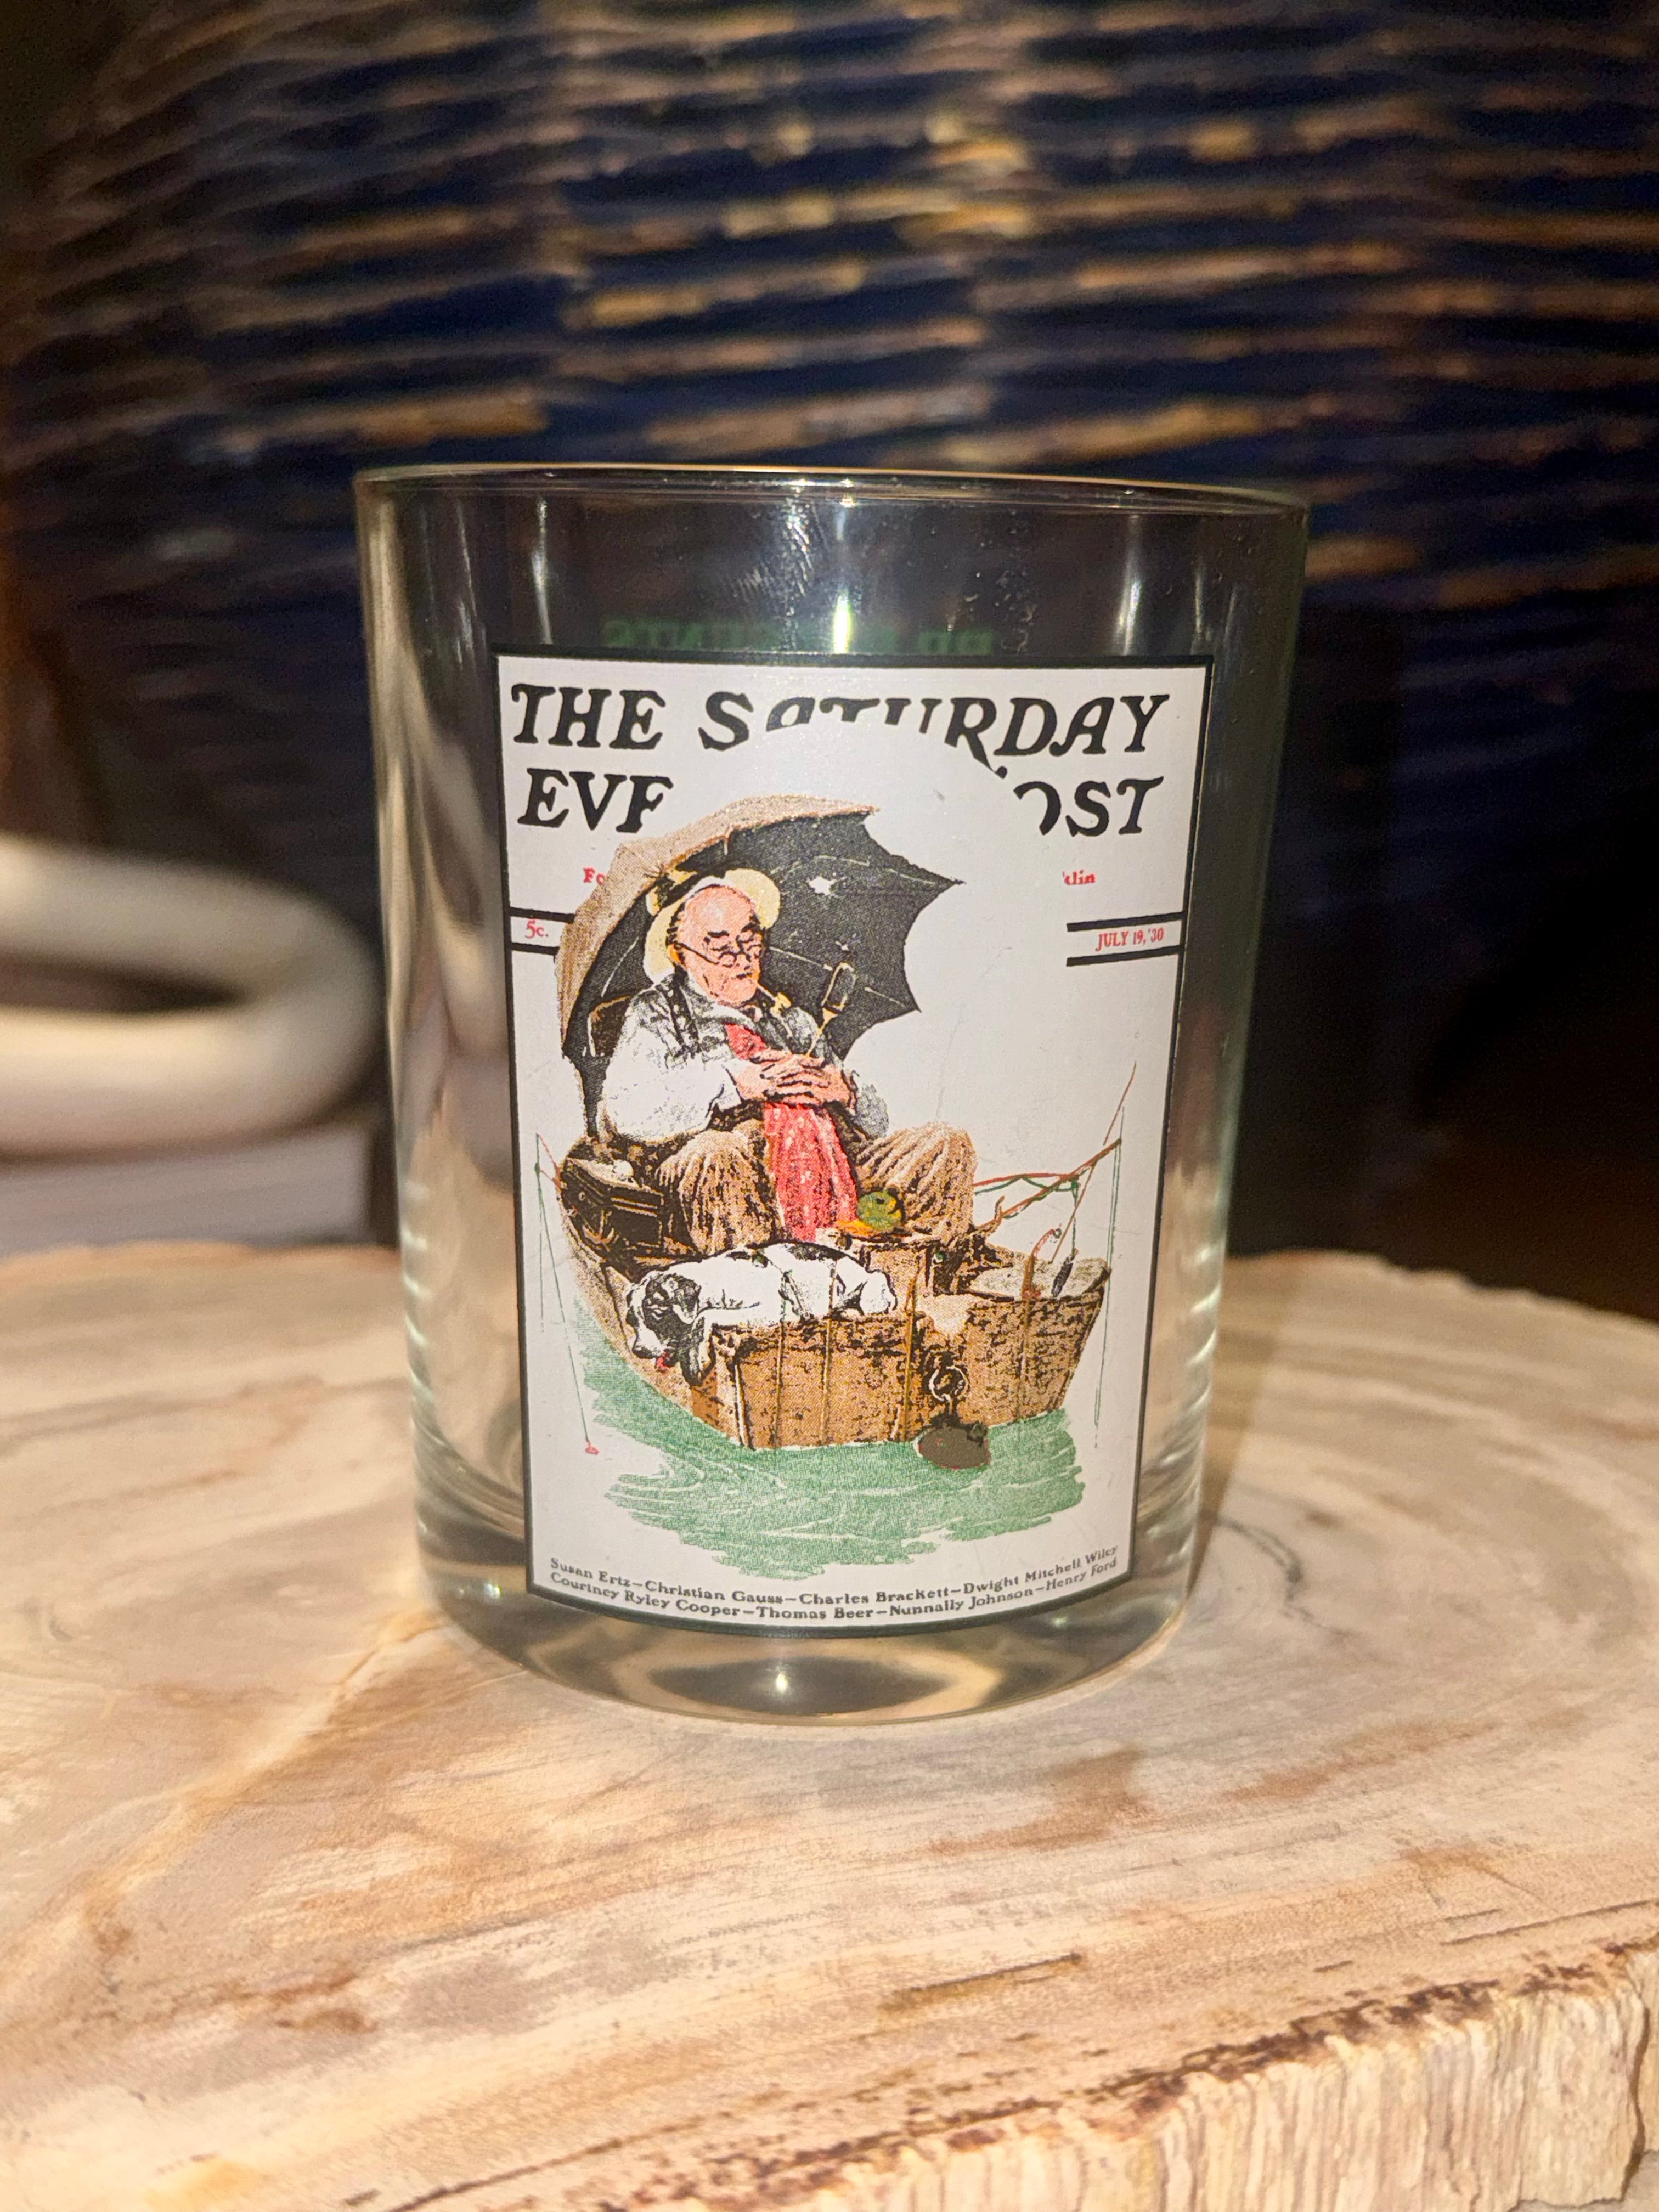 THE SATURDAY
EVE OST
Fo klin
5c.
JULY 19, '30
Susan Ertz—Christian Gauss—Charles Brackett—Dwight Mitchell Wiley
Courtney Ryley Cooper—Thomas Beer—Nunnally Johnson—Henry Ford